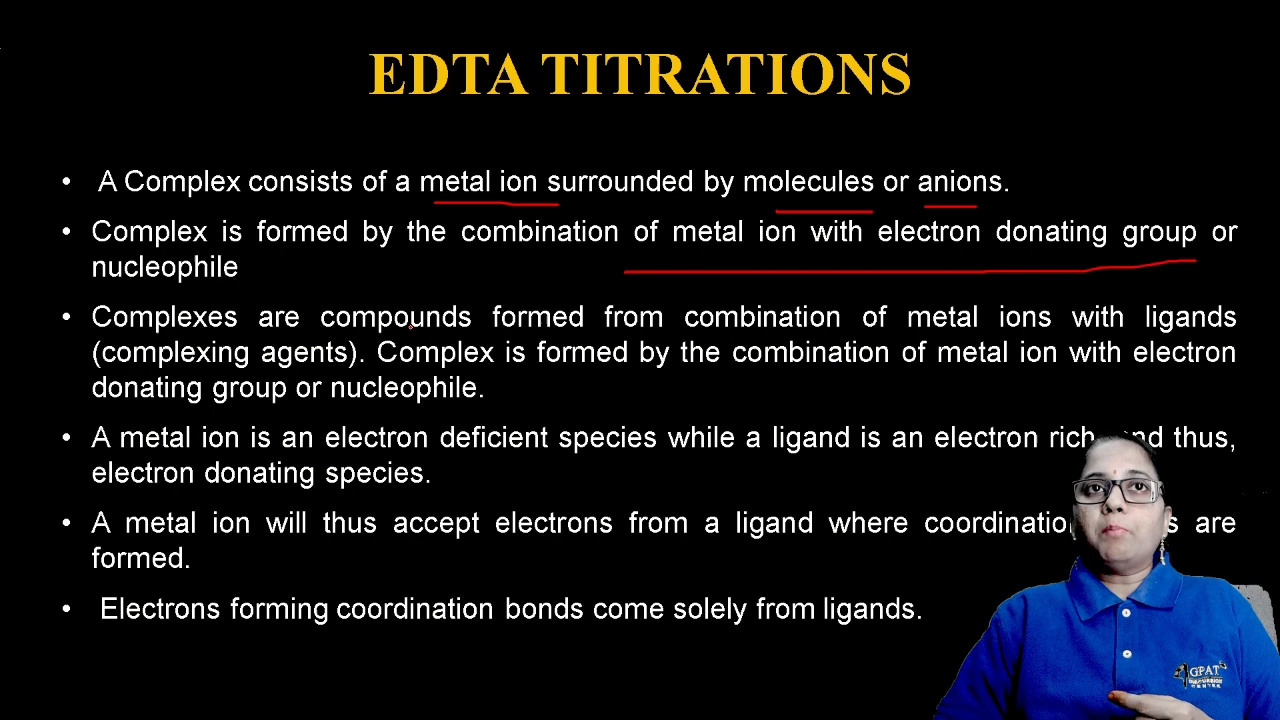 EDTA TITRATIONS
• A Complex consists of a metal ion surrounded by molecules or anions.
• Complex is formed by the combination of metal ion with electron donating group or
nucleophile
• Complexes are compounds formed from combination of metal ions with ligands
(complexing agents). Complex is formed by the combination of metal ion with electron
donating group or nucleophile.
• A metal ion is an electron deficient species while a ligand is an electron rich and thus,
electron donating species.
• A metal ion will thus accept electrons from a ligand where are
formed.
• Electrons forming coordination bonds come solely from ligands.
GPAT
DISCUSSION
CENTER